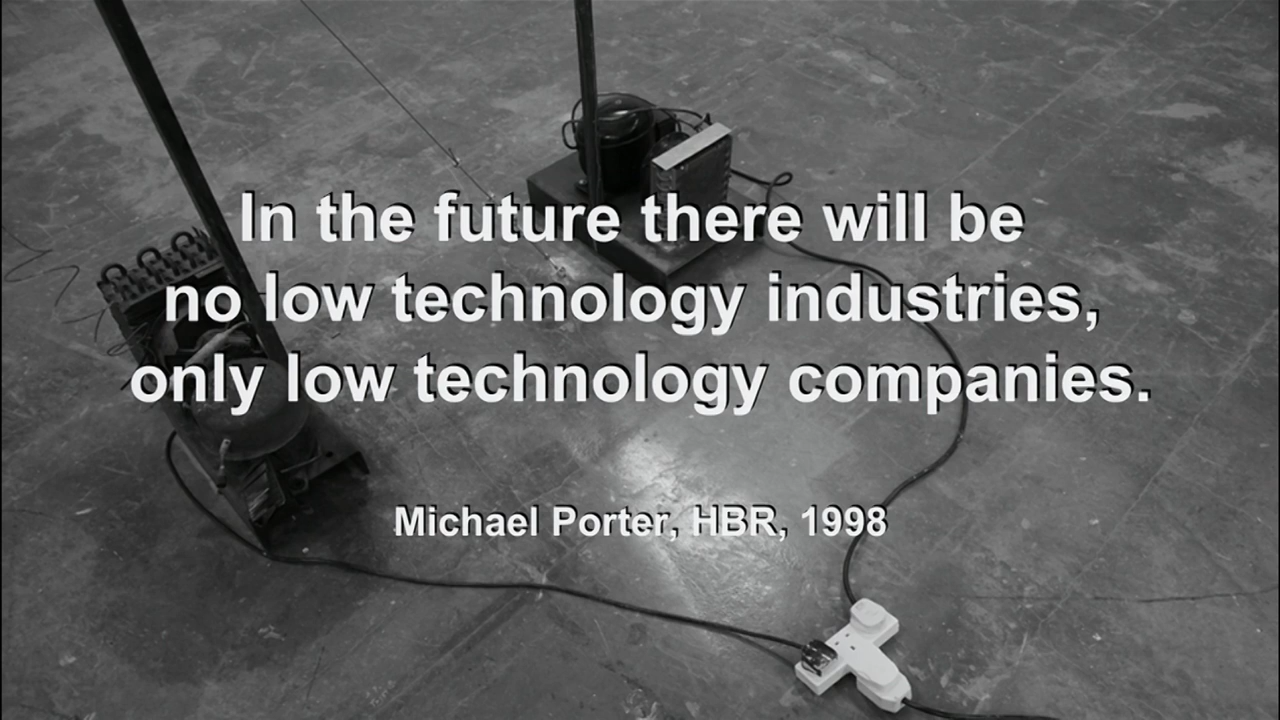 In the future there will be
no low technology industries,
only low technology companies.
Michael Porter, HBR, 1998